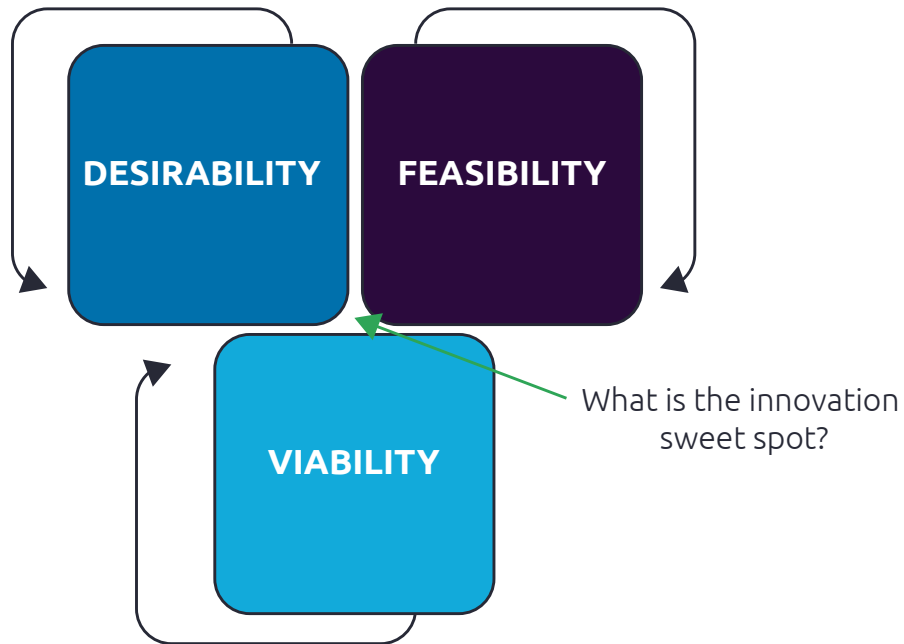 DESIRABILITY
FEASIBILITY
VIABILITY
What is the innovation
sweet spot?